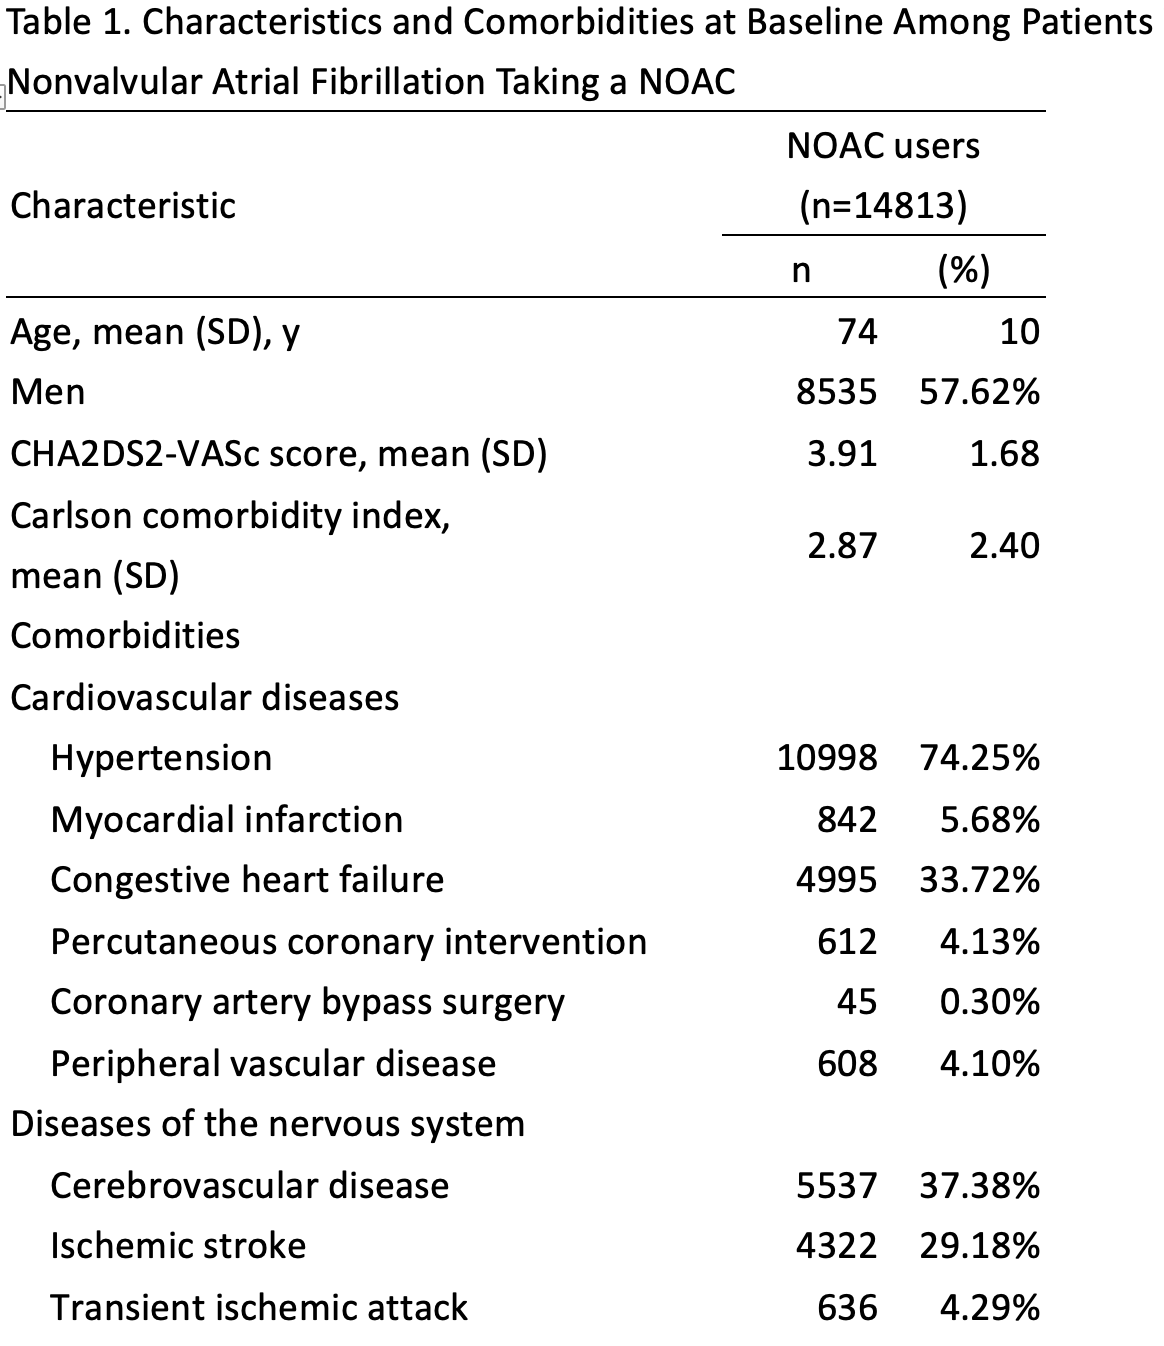 Table 1. Characteristics and Comorbidities at Baseline Among Patients
Nonvalvular Atrial Fibrillation Taking a NOAC
NOAC users
Characteristic (n=14813)
n (%)
Age, mean (SD), y 74 10
Men 8535 57.62%
CHA2DS2-VASc score, mean (SD) 3.91 1.68
Carlson comorbidity index,
mean (SD) 2.87 2.40
Comorbidities
Cardiovascular diseases
Hypertension 10998 74.25%
Myocardial infarction 842 5.68%
Congestive heart failure 4995 33.72%
Percutaneous coronary intervention 612 4.13%
Coronary artery bypass surgery 45 0.30%
Peripheral vascular disease 608 4.10%
Diseases of the nervous system
Cerebrovascular disease 5537 37.38%
Ischemic stroke 4322 29.18%
Transient ischemic attack 636 4.29%